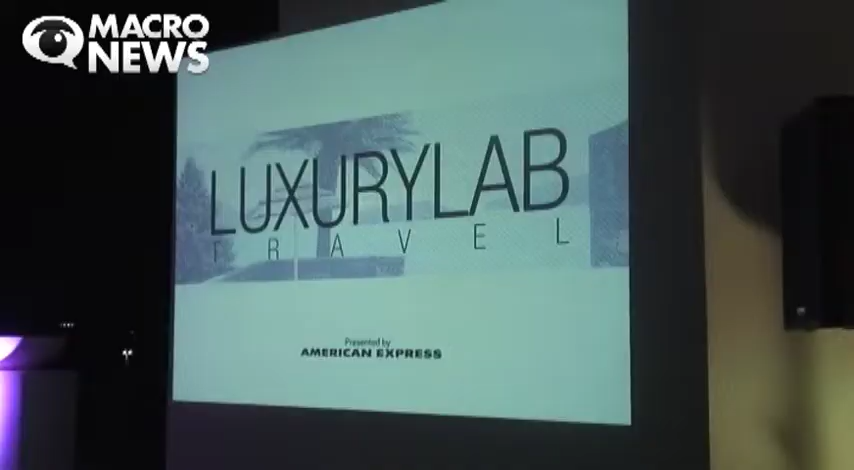 MACRO
NEWS
LUXURYLAB
TRAVEL
Presented by
AMERICAN EXPRESS